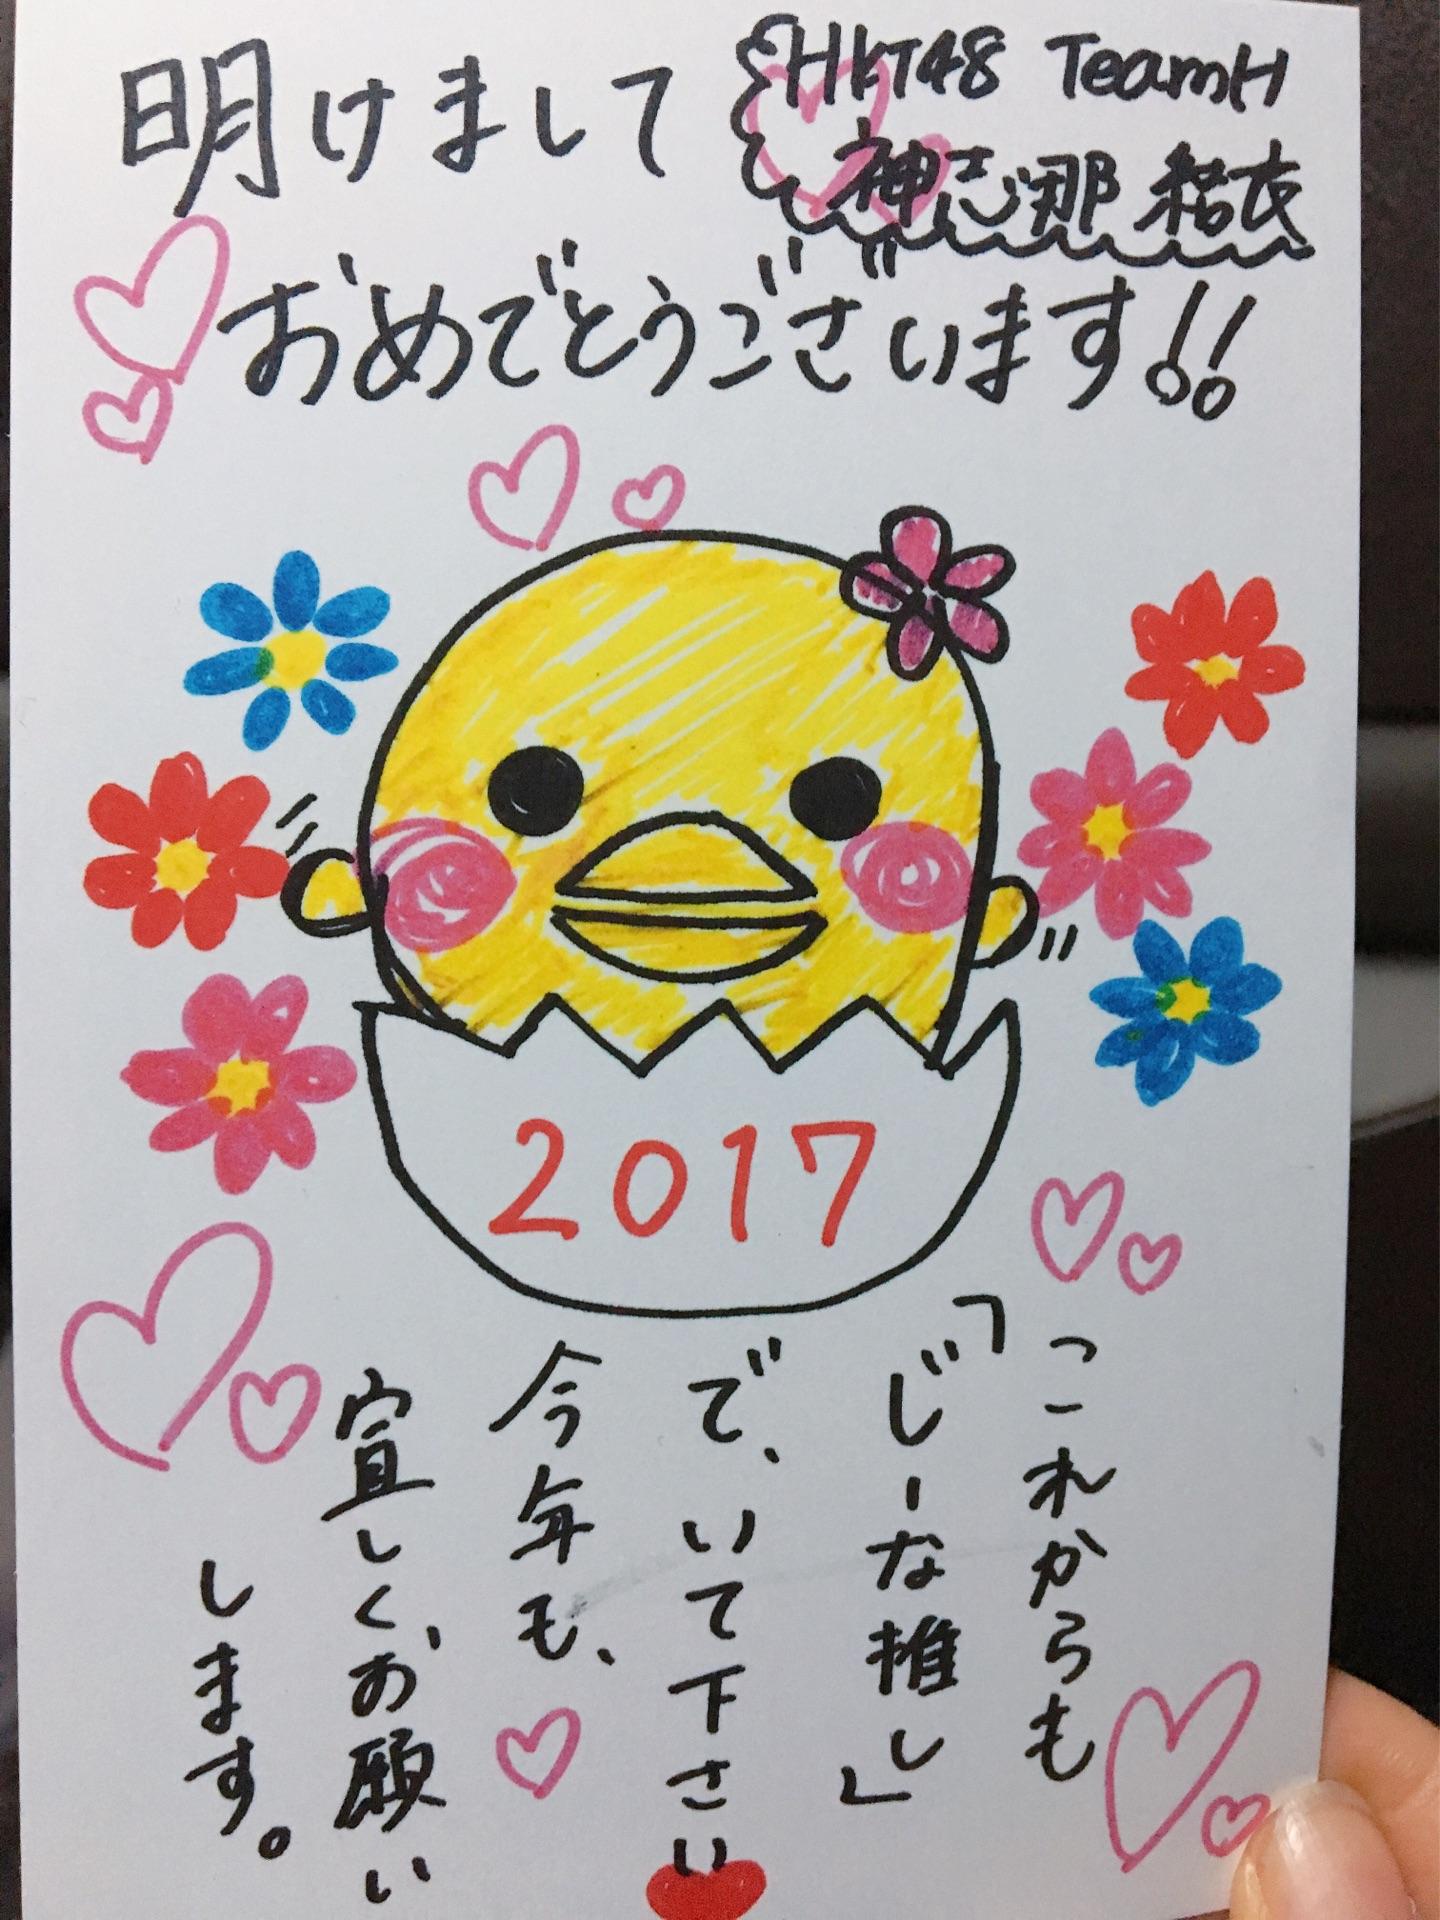 明けまして
HKT48 TeamH
神志那 結衣
おめでとうございます!!
2017
これからも
「じーな推し」
で、いて下さい
今年も、
宜しく、お願い
します。